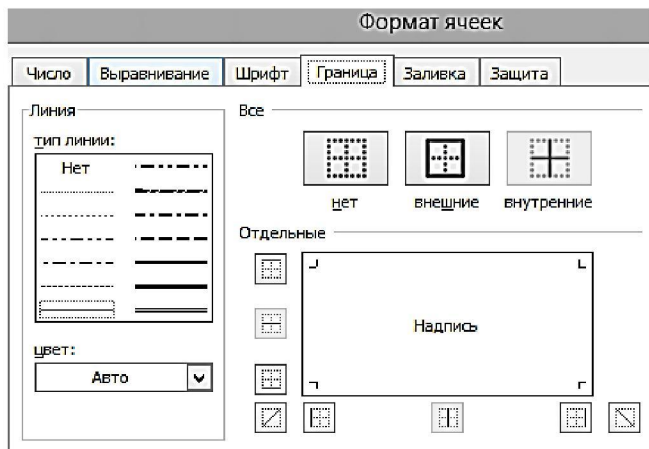 Формат ячеек
Число Выравнивание Шрифт Граница Заливка Защита
Линия
тип линии:
Нет
цвет:
Авто
Все
нет внешние внутренние
Отдельные
Надпись